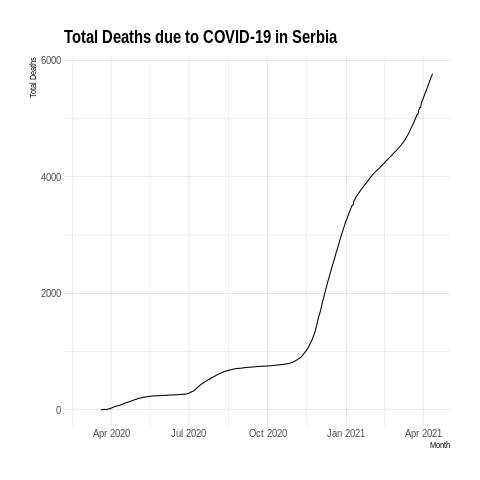 Total Deaths due to COVID-19 in Serbia
Total Deaths
6000
4000
2000
0
Apr 2020 Jul 2020 Oct 2020 Jan 2021 Apr 2021
Month